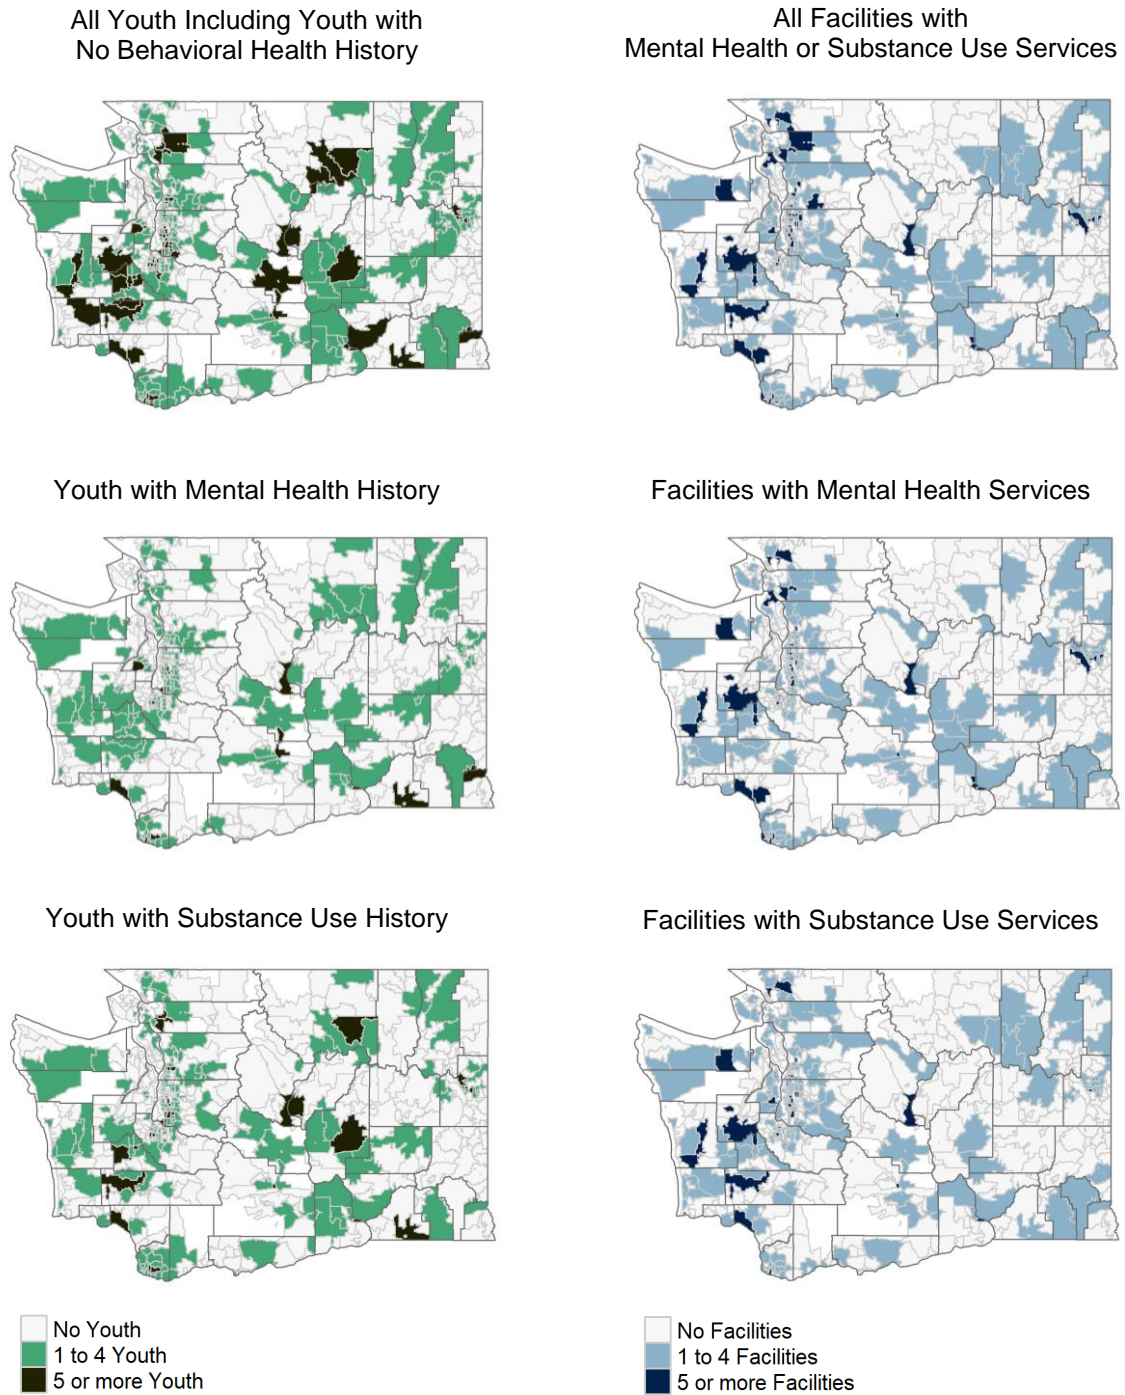 All Youth Including Youth with
No Behavioral Health History
All Facilities with
Mental Health or Substance Use Services
Youth with Mental Health History
Facilities with Mental Health Services
Youth with Substance Use History
Facilities with Substance Use Services
No Youth
1 to 4 Youth
5 or more Youth
No Facilities
1 to 4 Facilities
5 or more Facilities